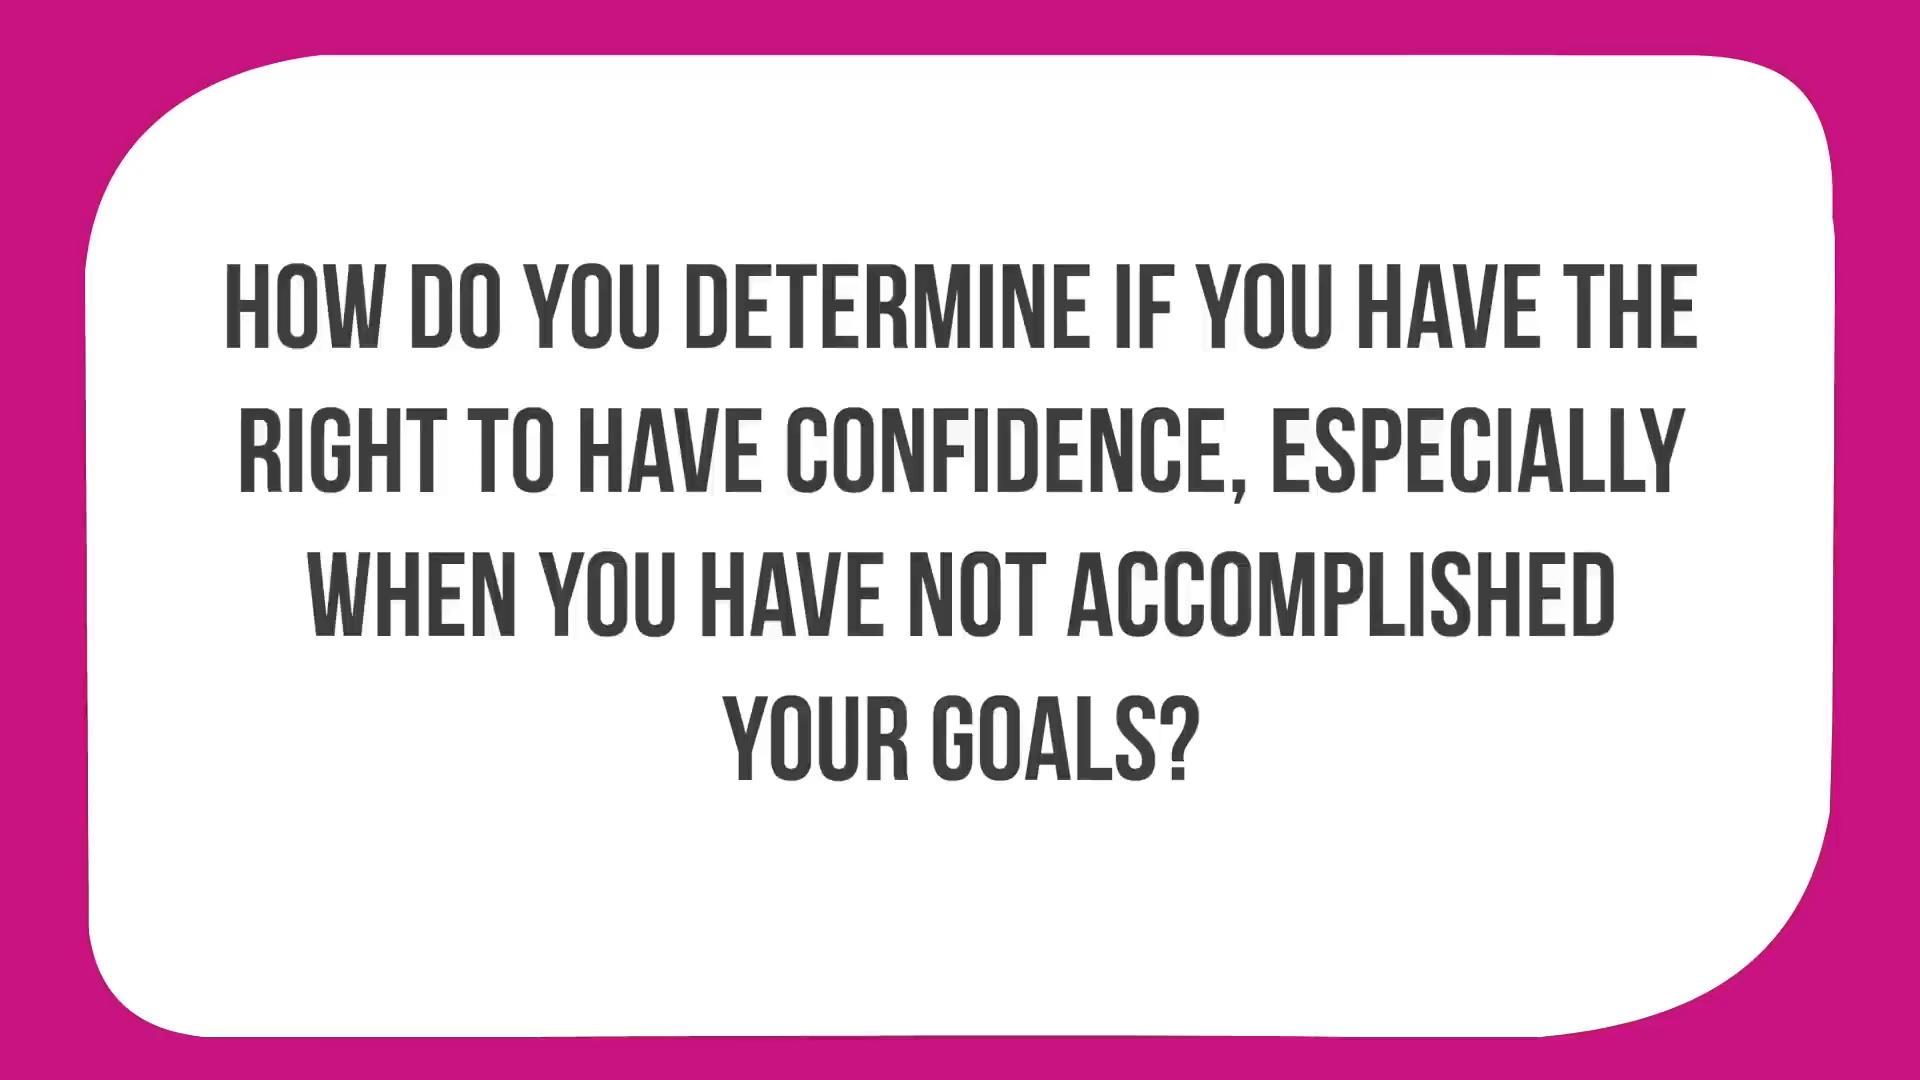 HOW DO YOU DETERMINE IF YOU HAVE THE
RIGHT TO HAVE CONFIDENCE, ESPECIALLY
WHEN YOU HAVE NOT ACCOMPLISHED
YOUR GOALS?